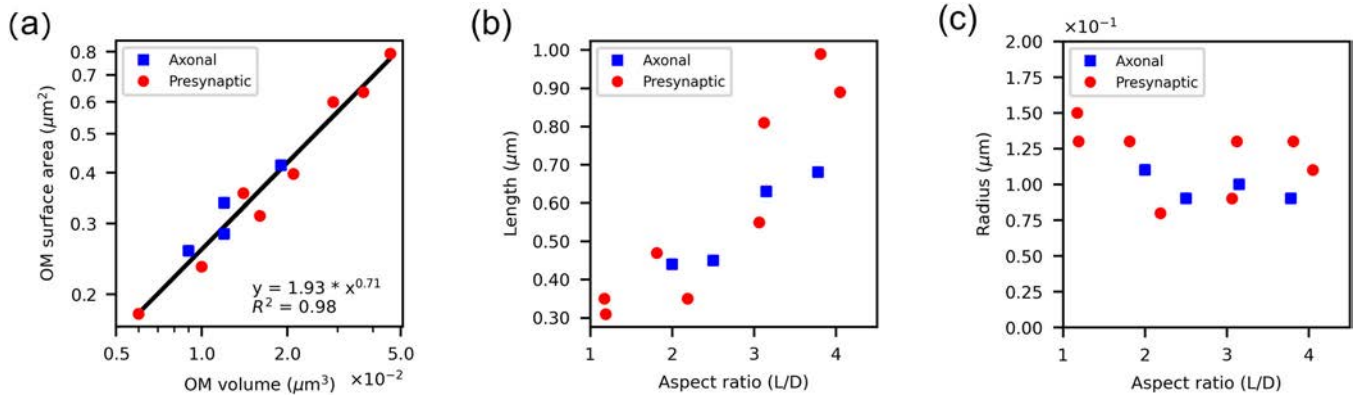 (a)
OM surface area (μm²)
0.8
0.7
0.6
0.5
0.4
0.3
0.2
Axonal
Presynaptic
y = 1.93 * x^0.71
R² = 0.98
0.5 1.0 2.0 5.0
OM volume (μm³) ×10⁻²
(b)
Length (μm)
1.00
0.90
0.80
0.70
0.60
0.50
0.40
0.30
Axonal
Presynaptic
1 2 3 4
Aspect ratio (L/D)
(c)
×10⁻¹
Radius (μm)
2.00
1.75
1.50
1.25
1.00
0.75
0.50
0.25
0.00
Axonal
Presynaptic
1 2 3 4
Aspect ratio (L/D)